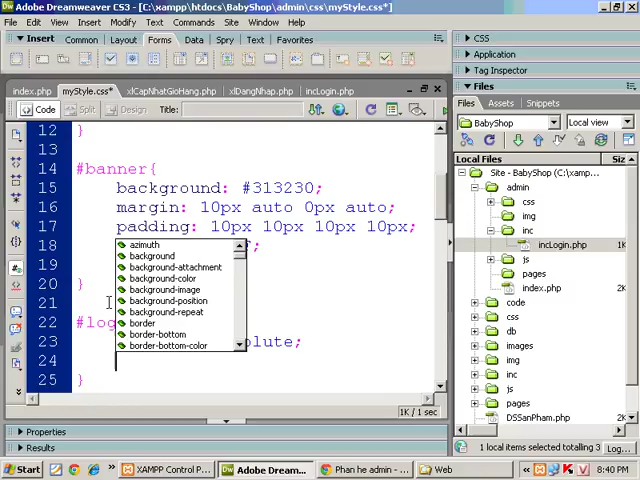 Adobe Dreamweaver CS3 - [C:\xampp\htdocs\BabyShop\admin\css\myStyle.css*]
File Edit View Insert Modify Text Commands Site Window Help
Insert Common Layout Forms Data Spry Text Favorites
index.php myStyle.css* xlCapNhatGioHang.php xlDangNhap.php incLogin.php
Code Split Design Title:
12 }
13
14 #banner{
15 background: #313230;
16 margin: 10px auto 0px auto;
17 padding: 10px 10px 10px 10px;
18 ;
19
20 }
21
22 #log
23 olute;
24
25 }
azimuth
background
background-attachment
background-color
background-image
background-position
background-repeat
border
border-bottom
border-bottom-color
1K / 1 sec
Properties
Results
CSS
Application
Tag Inspector
Files
Files Assets Snippets
BabyShop Local view
Local Files Siz
Site - BabyShop (C:\xampp...
admin
css
img
inc
incLogin.php 1K
js
pages
index.php 1K
code
css
db
images
img
inc
js
pages
DSSanPham.php
1 local items selected totalling 3 Log...
Start XAMPP Control P... Adobe Dream... Phan he admin - ... Web 8:40 PM